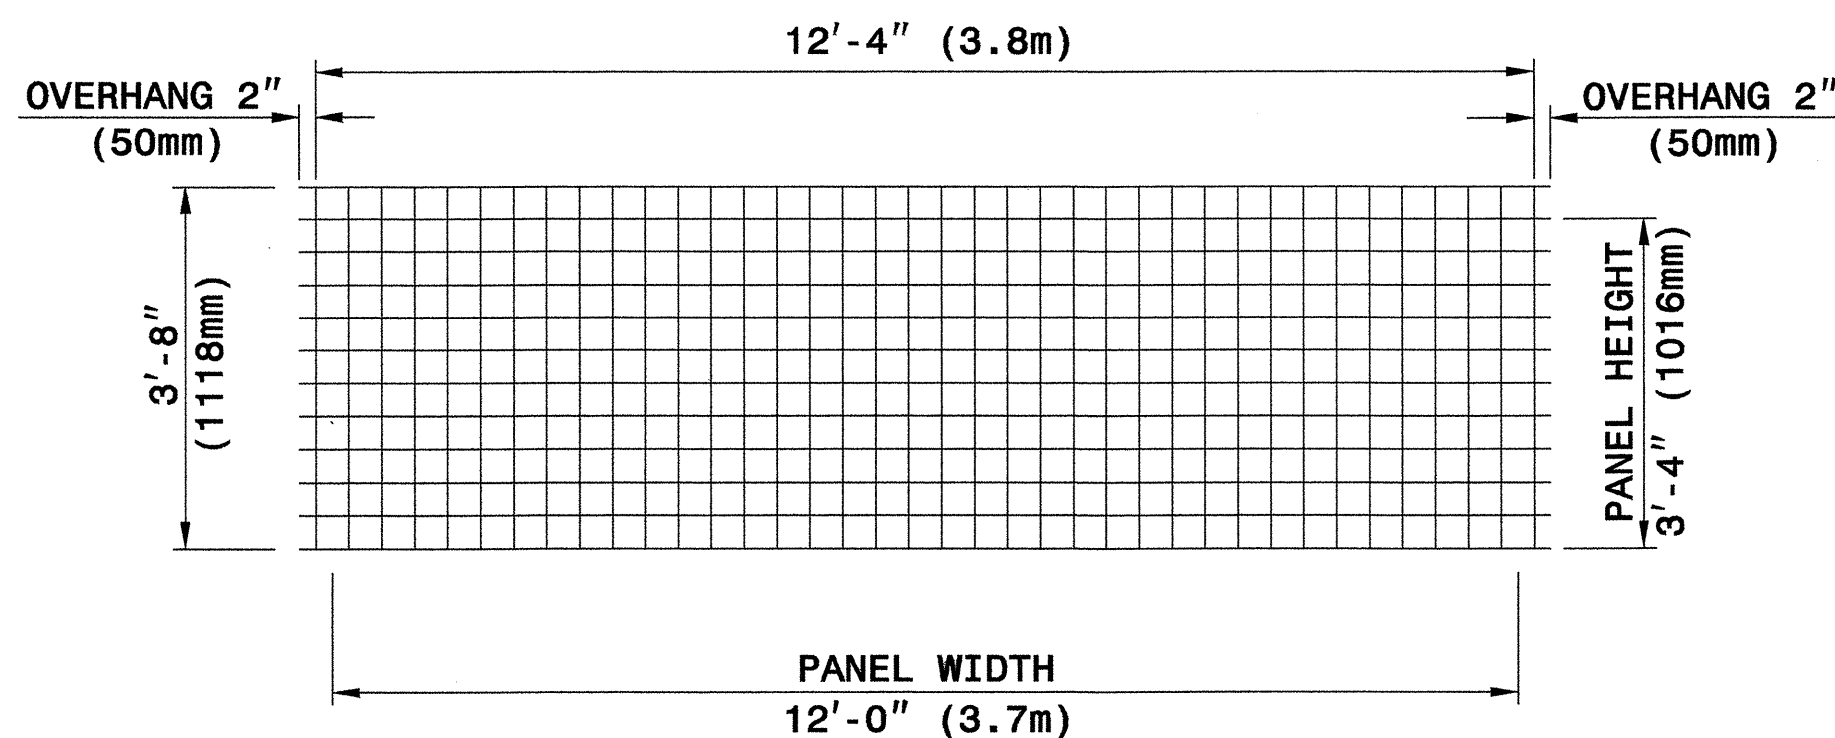 12'-4" (3.8m)
OVERHANG 2"
(50mm)
OVERHANG 2"
(50mm)
3'-8"
(1118mm)
PANEL HEIGHT
3'-4" (1016mm)
PANEL WIDTH
12'-0" (3.7m)